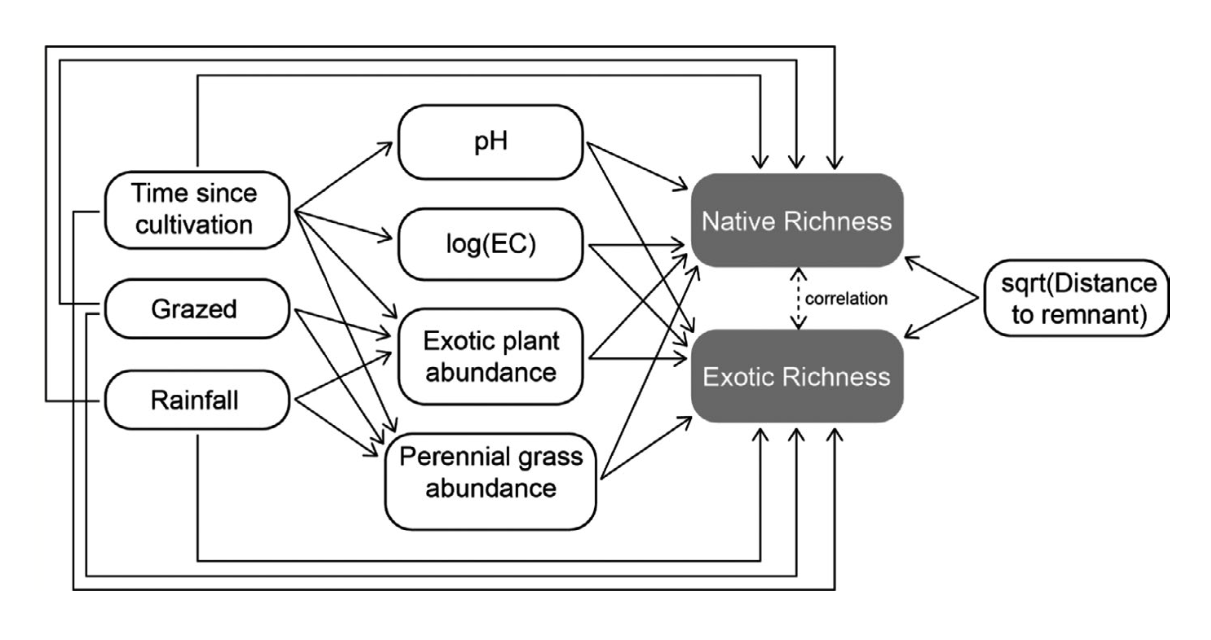 Time since
cultivation
Grazed
Rainfall
pH
log(EC)
Exotic plant
abundance
Perennial grass
abundance
Native Richness
correlation
Exotic Richness
sqrt(Distance
to remnant)